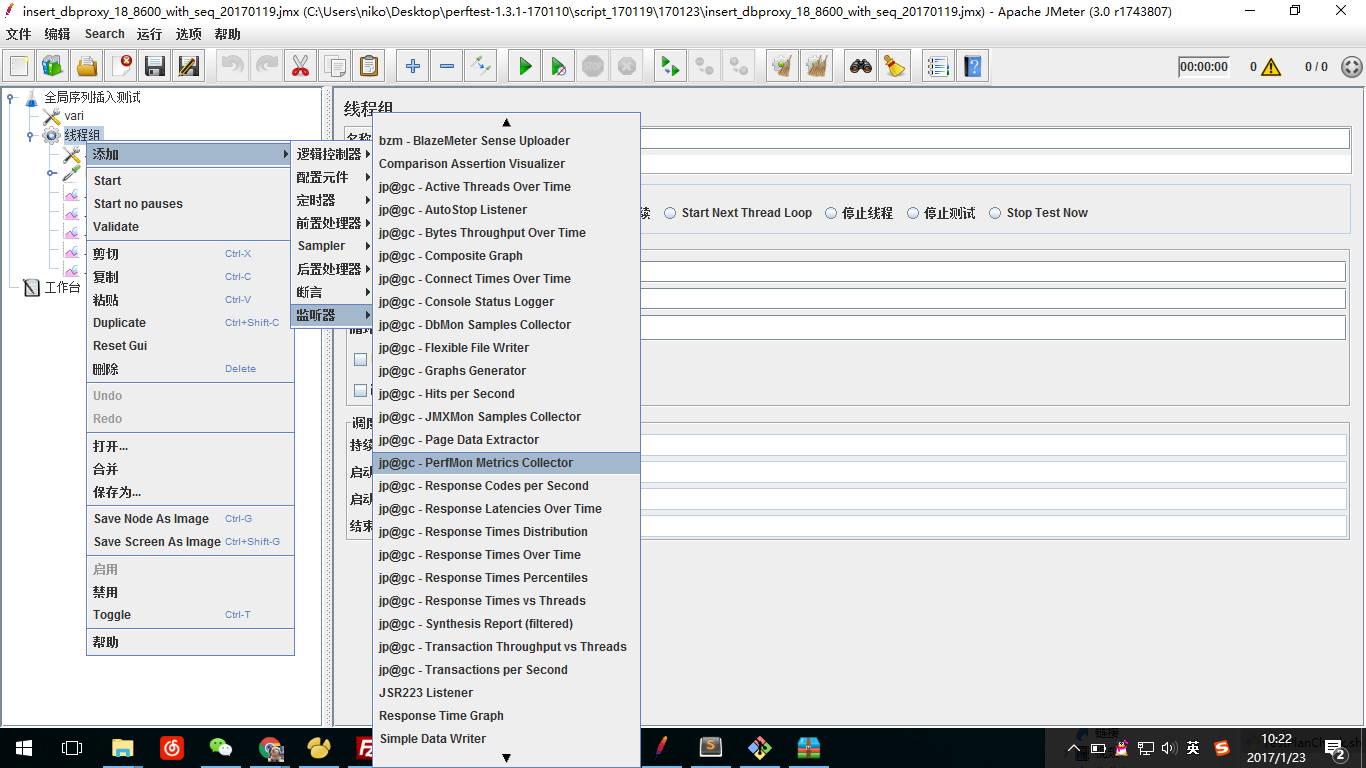 insert_dbproxy_18_8600_with_seq_20170119.jmx (C:\Users\niko\Desktop\perftest-1.3.1-170110\script_170119\170123\insert_dbproxy_18_8600_with_seq_20170119.jmx) - Apache JMeter (3.0 r1743807)
文件 编辑 Search 运行 选项 帮助
00:00:00 0 0 / 0
全局序列插入测试
vari
线程组
工作台
添加
Start
Start no pauses
Validate
剪切 Ctrl-X
复制 Ctrl-C
粘贴 Ctrl-V
Duplicate Ctrl+Shift-C
Reset Gui
删除 Delete
Undo
Redo
打开...
合并
保存为...
Save Node As Image Ctrl-G
Save Screen As Image Ctrl+Shift-G
启用
禁用
Toggle Ctrl-T
帮助
逻辑控制器
配置元件
定时器
前置处理器
Sampler
后置处理器
断言
监听器
bzm - BlazeMeter Sense Uploader
Comparison Assertion Visualizer
jp@gc - Active Threads Over Time
jp@gc - AutoStop Listener
jp@gc - Bytes Throughput Over Time
jp@gc - Composite Graph
jp@gc - Connect Times Over Time
jp@gc - Console Status Logger
jp@gc - DbMon Samples Collector
jp@gc - Flexible File Writer
jp@gc - Graphs Generator
jp@gc - Hits per Second
jp@gc - JMXMon Samples Collector
jp@gc - Page Data Extractor
jp@gc - PerfMon Metrics Collector
jp@gc - Response Codes per Second
jp@gc - Response Latencies Over Time
jp@gc - Response Times Distribution
jp@gc - Response Times Over Time
jp@gc - Response Times Percentiles
jp@gc - Response Times vs Threads
jp@gc - Synthesis Report (filtered)
jp@gc - Transaction Throughput vs Threads
jp@gc - Transactions per Second
JSR223 Listener
Response Time Graph
Simple Data Writer
线程组
名称
续 Start Next Thread Loop 停止线程 停止测试 Stop Test Now
循环
调度
持续
启动
启动
结束
英
10:22
2017/1/23
2